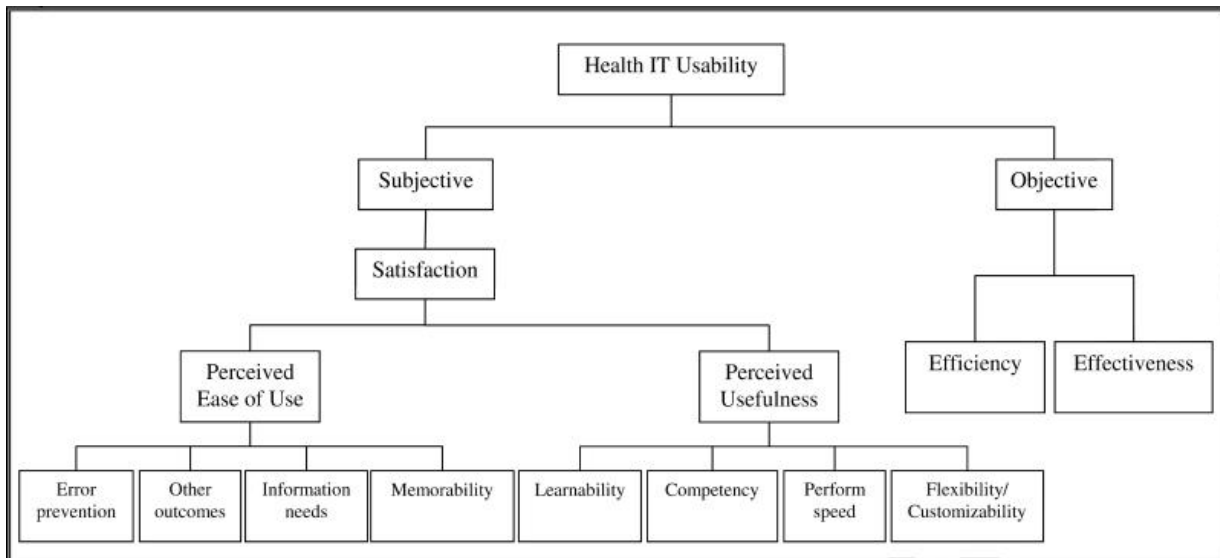 Health IT Usability
Subjective
Objective
Satisfaction
Efficiency
Effectiveness
Perceived
Ease of Use
Perceived
Usefulness
Error
prevention
Other
outcomes
Information
needs
Memorability
Learnability
Competency
Perform
speed
Flexibility/
Customizability